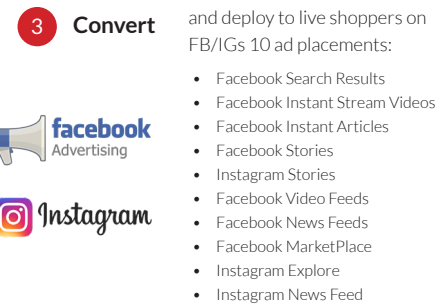 3 Convert
and deploy to live shoppers on
FB/IGs 10 ad placements:
• Facebook Search Results
• Facebook Instant Stream Videos
• Facebook Instant Articles
• Facebook Stories
• Instagram Stories
• Facebook Video Feeds
• Facebook News Feeds
• Facebook MarketPlace
• Instagram Explore
• Instagram News Feed
facebook
Advertising
Instagram